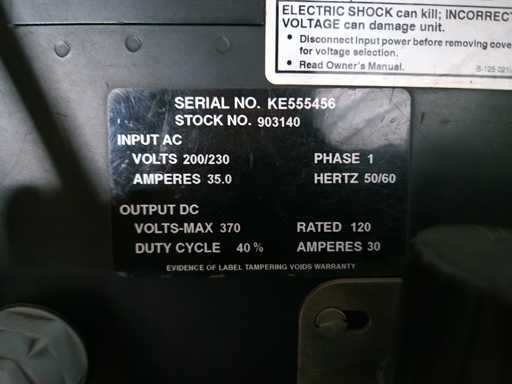 ELECTRIC SHOCK can kill; INCORRECT
VOLTAGE can damage unit.
• Disconnect input power before removing
for voltage selection.
• Read Owner's Manual.
SERIAL NO. KE555456
STOCK NO. 903140
INPUT AC
VOLTS 200/230 PHASE 1
AMPERES 35.0 HERTZ 50/60
OUTPUT DC
VOLTS-MAX 370 RATED 120
DUTY CYCLE 40 % AMPERES 30
EVIDENCE OF LABEL TAMPERING VOIDS WARRANTY